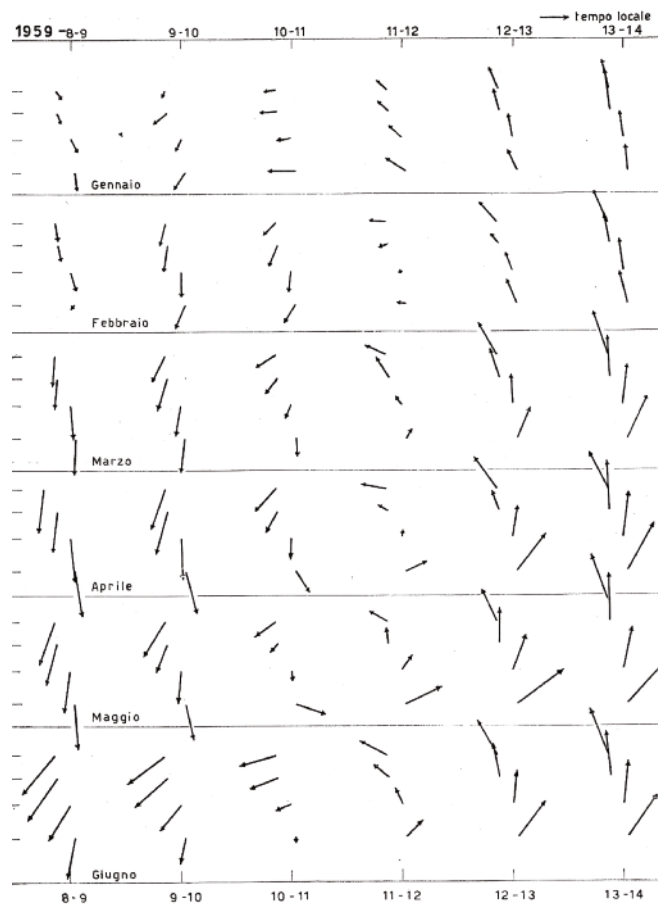 → tempo locale
1959 - 8-9 9-10 10-11 11-12 12-13 13-14
Gennaio
Febbraio
Marzo
Aprile
Maggio
Giugno
8-9 9-10 10-11 11-12 12-13 13-14